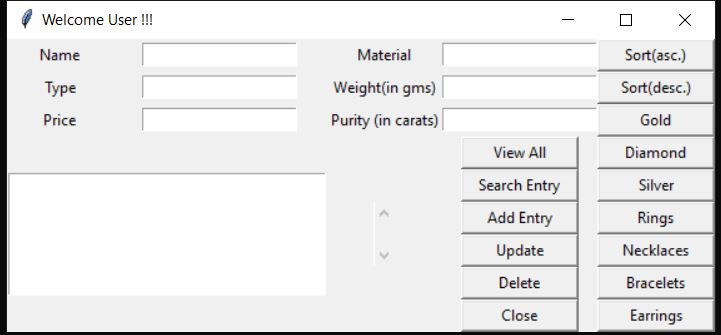 Welcome User !!!
Name Material Sort(asc.)
Type Weight(in gms) Sort(desc.)
Price Purity (in carats) Gold
View All Diamond
Search Entry Silver
Add Entry Rings
Update Necklaces
Delete Bracelets
Close Earrings